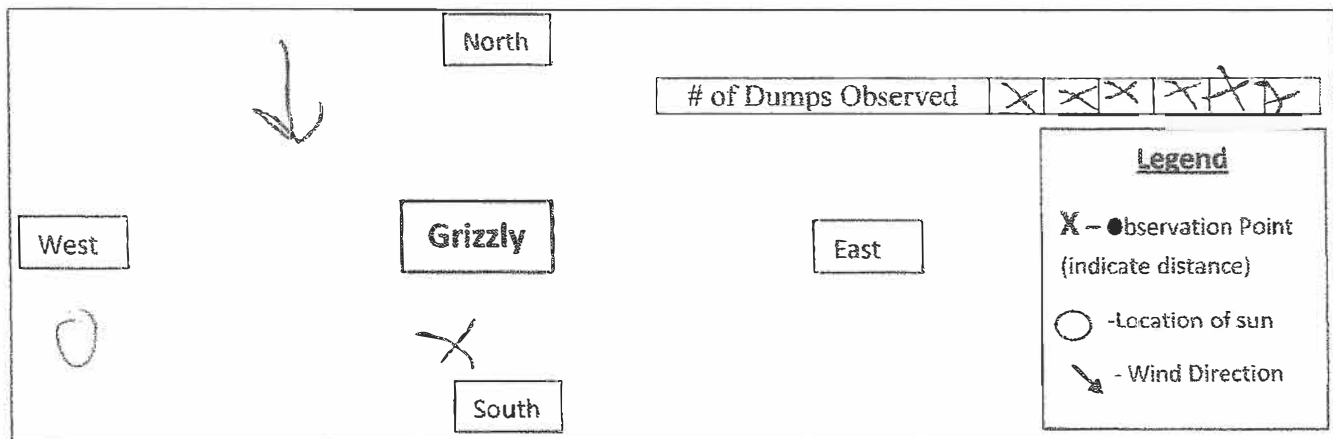 North
# of Dumps Observed X X X X X X
Legend
West
Grizzly
East
X – Observation Point
(indicate distance)
-Location of sun
- Wind Direction
X
South